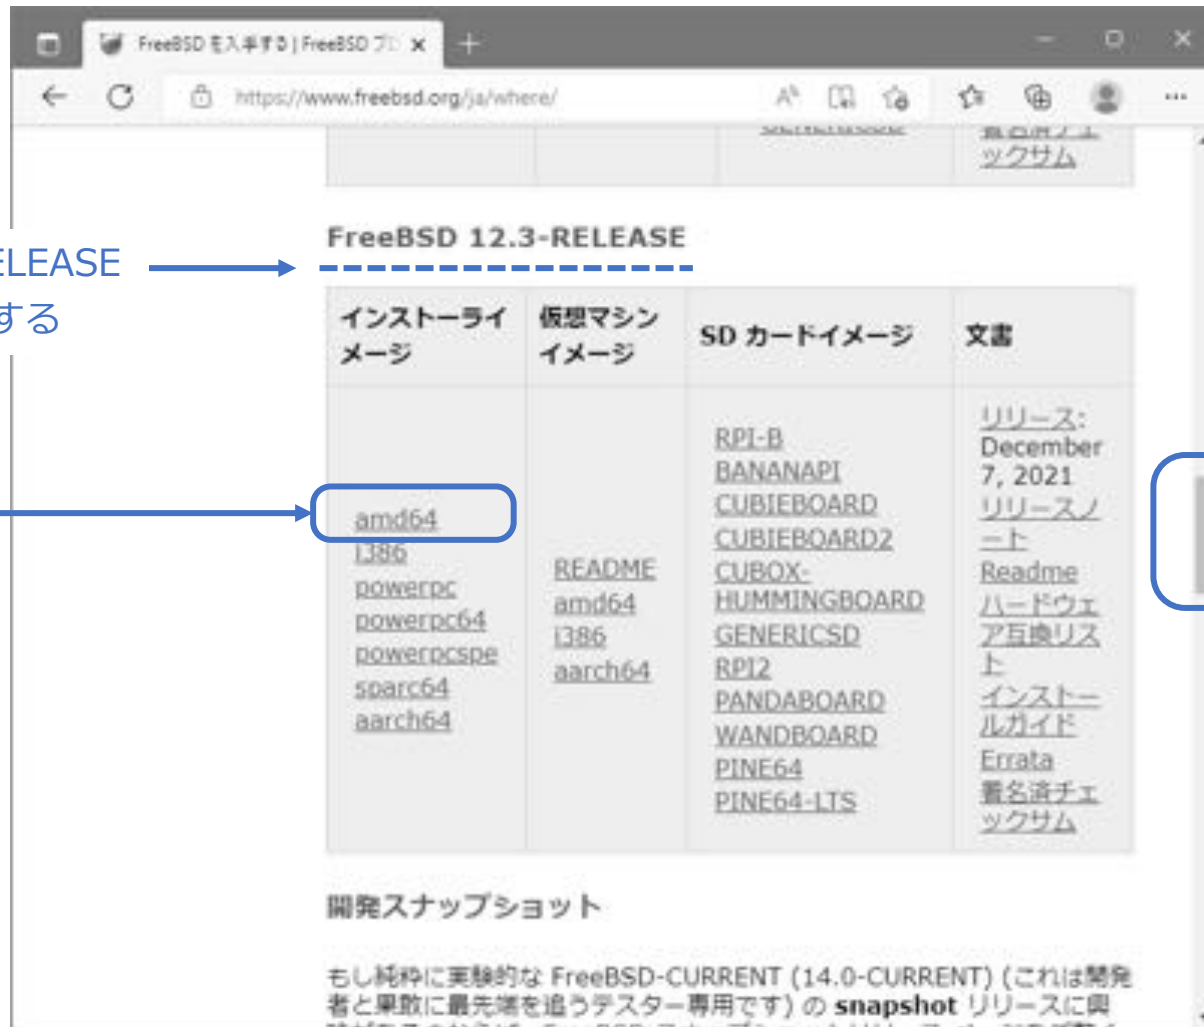 FreeBSD を入手する | FreeBSD プロ
https://www.freebsd.org/ja/where/
ックサム
FreeBSD 12.3-RELEASE
ELEASE
する
インストーライ
メージ
仮想マシン
イメージ
SD カードイメージ
文書
amd64
i386
powerpc
powerpc64
powerpcspe
sparc64
aarch64
README
amd64
i386
aarch64
RPI-B
BANANAPI
CUBIEBOARD
CUBIEBOARD2
CUBOX-
HUMMINGBOARD
GENERICSD
RPI2
PANDABOARD
WANDBOARD
PINE64
PINE64-LTS
リリース:
December
7, 2021
リリースノ
ート
Readme
ハードウェ
ア互換リス
ト
インストー
ルガイド
Errata
署名済チェ
ックサム
開発スナップショット
もし純粋に実験的な FreeBSD-CURRENT (14.0-CURRENT) (これは開発
者と果敢に最先端を追うテスター専用です) の snapshot リリースに興